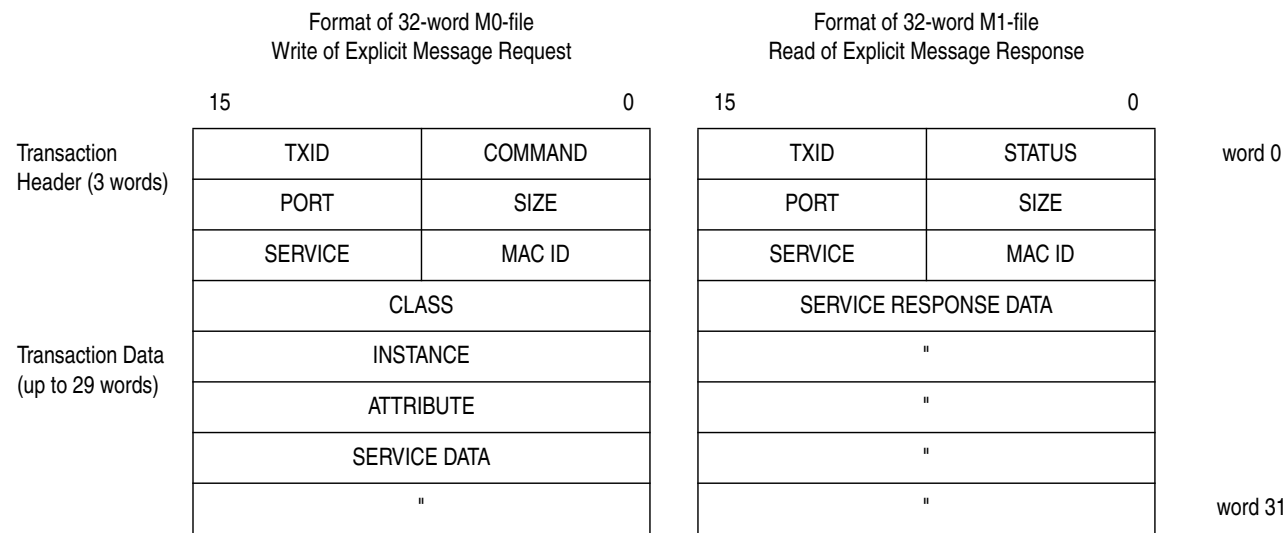 Format of 32-word M0-file
Write of Explicit Message Request
Format of 32-word M1-file
Read of Explicit Message Response
15 0 15 0
Transaction
Header (3 words)
TXID COMMAND TXID STATUS word 0
PORT SIZE PORT SIZE
SERVICE MAC ID SERVICE MAC ID
CLASS SERVICE RESPONSE DATA
Transaction Data
(up to 29 words)
INSTANCE "
ATTRIBUTE "
SERVICE DATA "
" " word 31